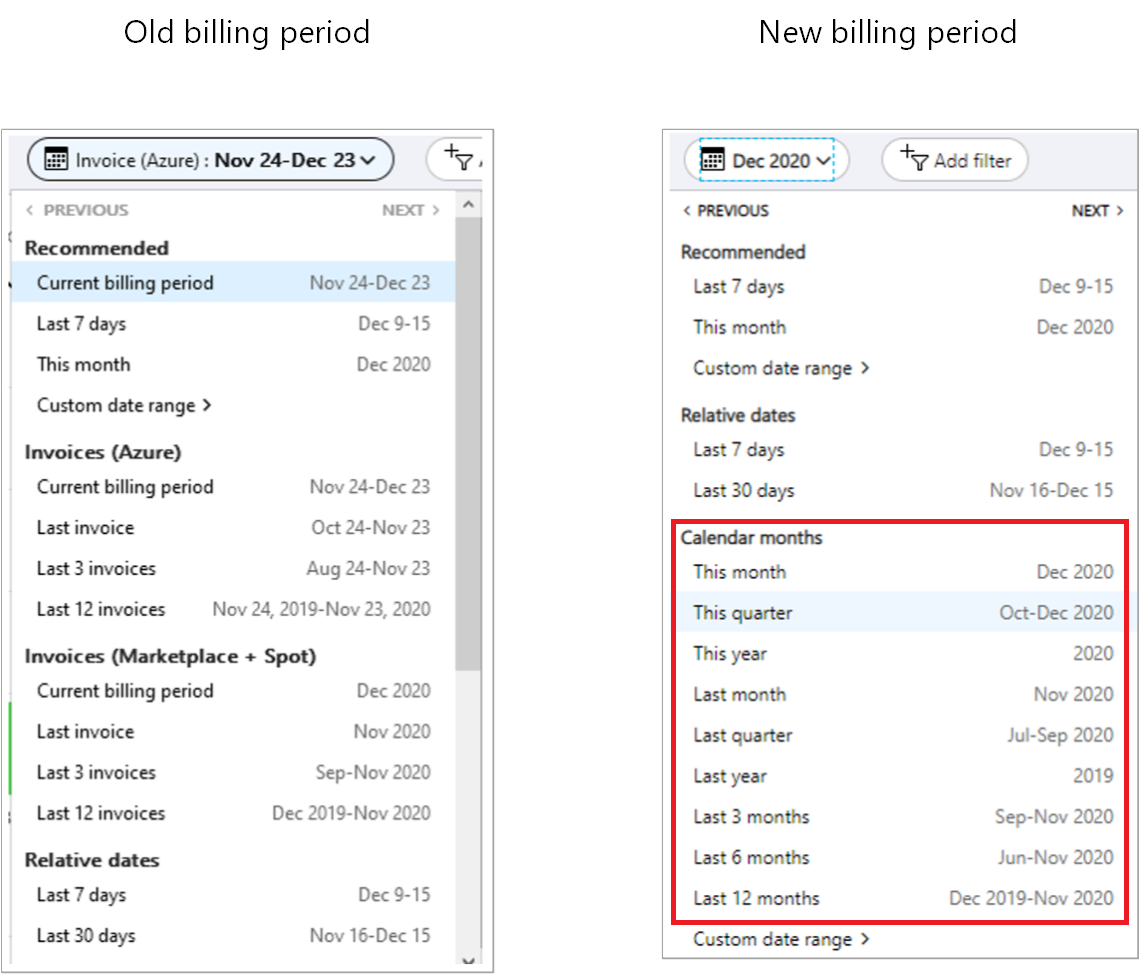 Old billing period
Invoice (Azure) : Nov 24-Dec 23
PREVIOUS NEXT
Recommended
Current billing period Nov 24-Dec 23
Last 7 days Dec 9-15
This month Dec 2020
Custom date range
Invoices (Azure)
Current billing period Nov 24-Dec 23
Last invoice Oct 24-Nov 23
Last 3 invoices Aug 24-Nov 23
Last 12 invoices Nov 24, 2019-Nov 23, 2020
Invoices (Marketplace + Spot)
Current billing period Dec 2020
Last invoice Nov 2020
Last 3 invoices Sep-Nov 2020
Last 12 invoices Dec 2019-Nov 2020
Relative dates
Last 7 days Dec 9-15
Last 30 days Nov 16-Dec 15
New billing period
Dec 2020 Add filter
PREVIOUS NEXT
Recommended
Last 7 days Dec 9-15
This month Dec 2020
Custom date range
Relative dates
Last 7 days Dec 9-15
Last 30 days Nov 16-Dec 15
Calendar months
This month Dec 2020
This quarter Oct-Dec 2020
This year 2020
Last month Nov 2020
Last quarter Jul-Sep 2020
Last year 2019
Last 3 months Sep-Nov 2020
Last 6 months Jun-Nov 2020
Last 12 months Dec 2019-Nov 2020
Custom date range